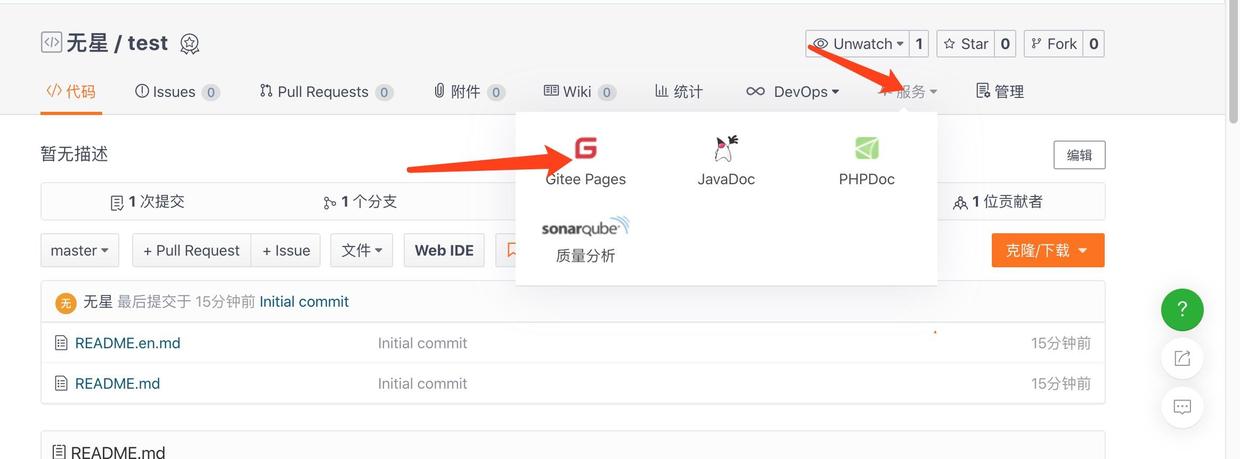 无星 / test
Unwatch 1 Star 0 Fork 0
代码 Issues 0 Pull Requests 0 附件 0 Wiki 0 统计 DevOps 服务 管理
暂无描述
编辑
G
Gitee Pages JavaDoc PHPDoc
1 次提交 1 个分支 1 位贡献者
sonarqube
master + Pull Request + Issue 文件 Web IDE 克隆/下载
质量分析
无 无星 最后提交于 15分钟前 Initial commit
?
README.en.md Initial commit 15分钟前
README.md Initial commit 15分钟前
README.md